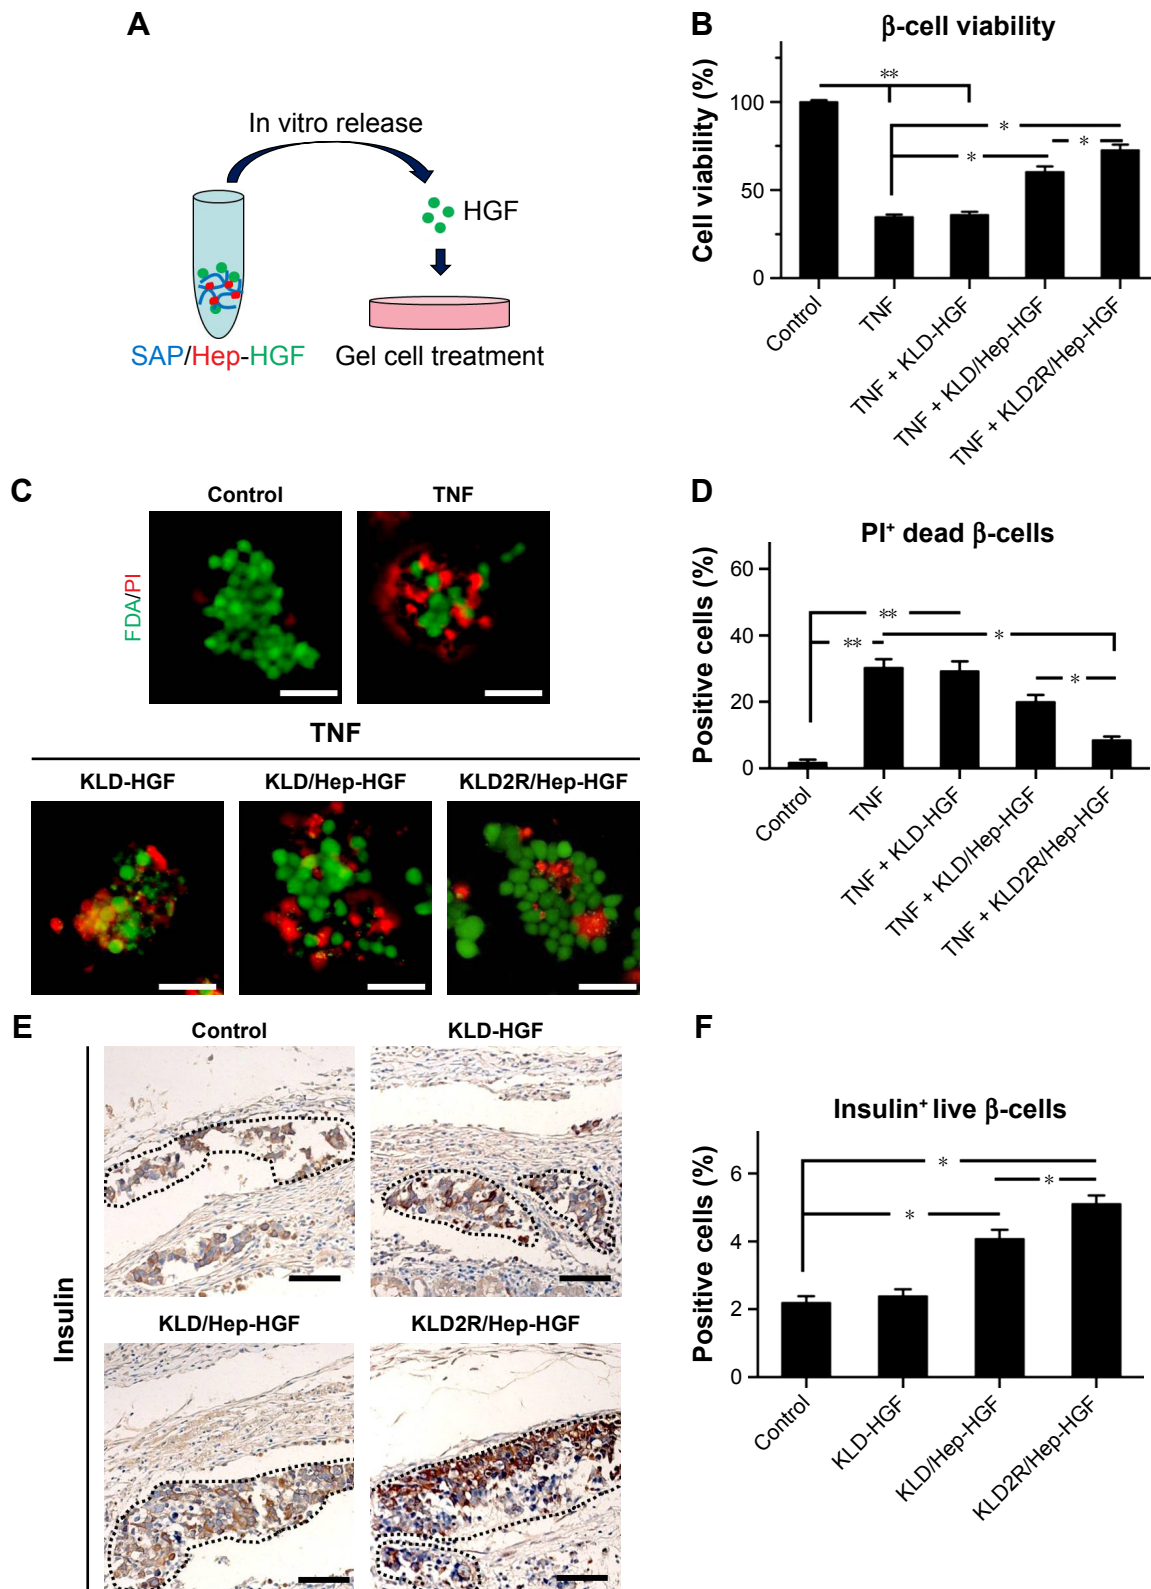 A
In vitro release
HGF
SAP/Hep-HGF
Gel cell treatment
B
β-cell viability
Cell viability (%)
100
50
0
**
*
*
*
Control
TNF
TNF + KLD-HGF
TNF + KLD/Hep-HGF
TNF + KLD2R/Hep-HGF
C
Control
TNF
FDA/PI
TNF
KLD-HGF
KLD/Hep-HGF
KLD2R/Hep-HGF
D
PI⁺ dead β-cells
Positive cells (%)
60
40
20
0
**
**
*
*
Control
TNF
TNF + KLD-HGF
TNF + KLD/Hep-HGF
TNF + KLD2R/Hep-HGF
E
Control
KLD-HGF
Insulin
KLD/Hep-HGF
KLD2R/Hep-HGF
F
Insulin⁺ live β-cells
Positive cells (%)
6
4
2
0
*
*
*
Control
KLD-HGF
KLD/Hep-HGF
KLD2R/Hep-HGF